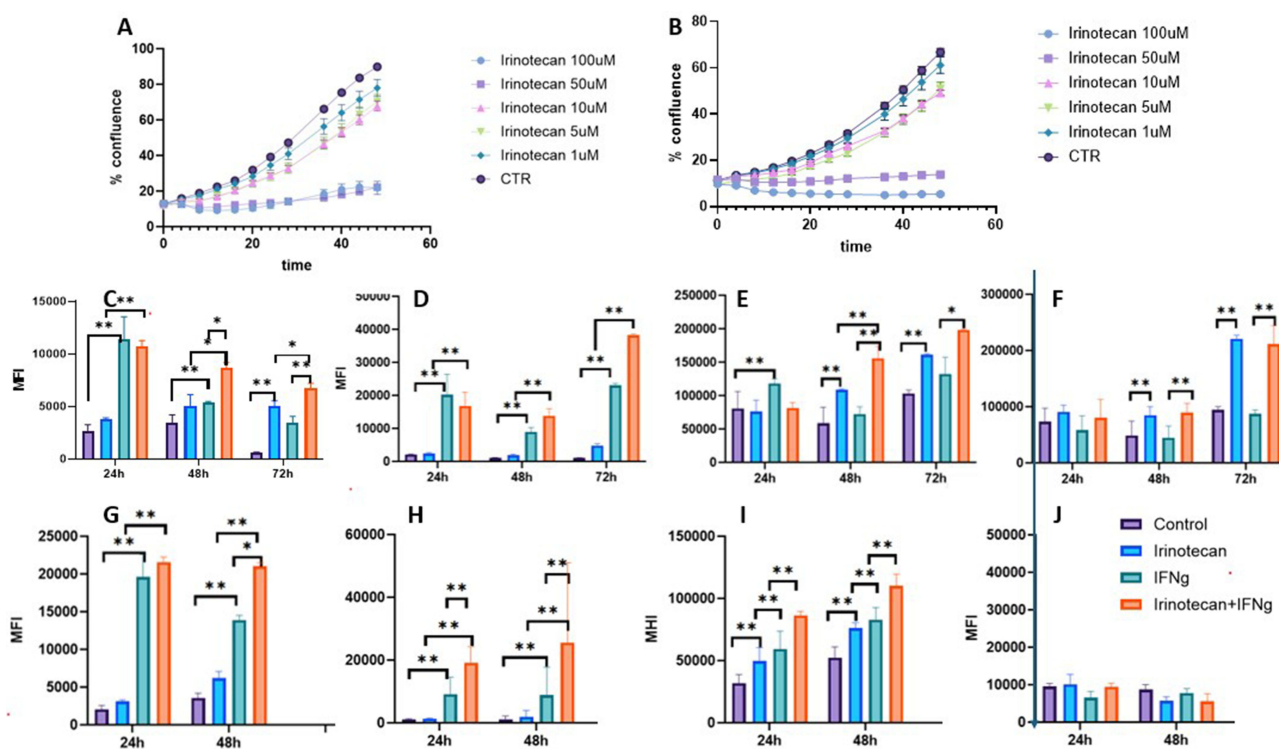 A
% confluence
100
80
60
40
20
0
0 20 40 60
time
Irinotecan 100uM
Irinotecan 50uM
Irinotecan 10uM
Irinotecan 5uM
Irinotecan 1uM
CTR
B
% confluence
80
60
40
20
0
0 20 40 60
time
Irinotecan 100uM
Irinotecan 50uM
Irinotecan 10uM
Irinotecan 5uM
Irinotecan 1uM
CTR
C
MFI
15000
10000
5000
0
** **
** * *
** * **
24h 48h 72h
D
MFI
50000
40000
30000
20000
10000
0
** **
** **
** **
24h 48h 72h
E
250000
200000
150000
100000
50000
0
**
** ** **
** *
24h 48h 72h
F
300000
200000
100000
0
** **
** **
24h 48h 72h
G
MFI
25000
20000
15000
10000
5000
0
** **
** ** *
24h 48h
H
MFI
60000
40000
20000
0
** ** **
** ** **
24h 48h
I
MHI
150000
100000
50000
0
** ** **
** ** **
24h 48h
J
MFI
50000
40000
30000
20000
10000
0
24h 48h
Control
Irinotecan
IFNg
Irinotecan+IFNg